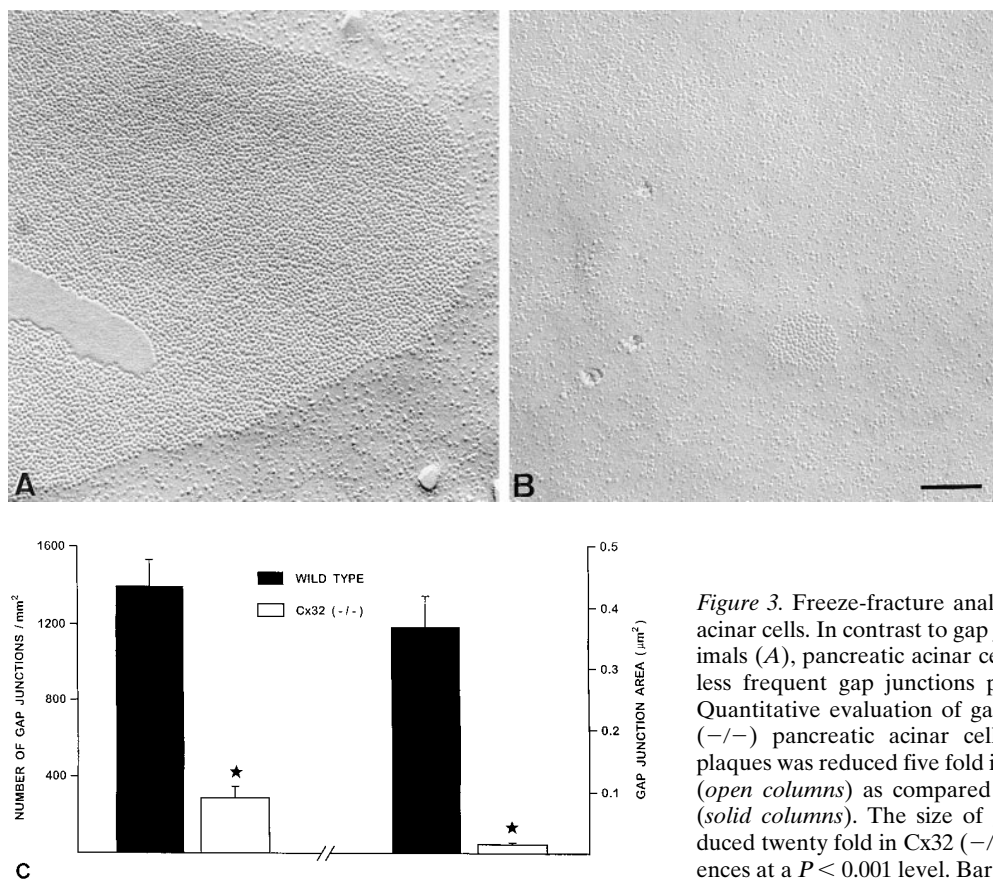 A
B
1600
1200
800
400
NUMBER OF GAP JUNCTIONS / mm²
WILD TYPE
Cx32 (-/-)
0.5
0.4
0.3
0.2
0.1
GAP JUNCTION AREA (µm²)
C
Figure 3. Freeze-fracture anal
acinar cells. In contrast to gap
imals (A), pancreatic acinar ce
less frequent gap junctions p
Quantitative evaluation of ga
(−/−) pancreatic acinar cell
plaques was reduced five fold i
(open columns) as compared
(solid columns). The size of
duced twenty fold in Cx32 (−/
ences at a P < 0.001 level. Bar